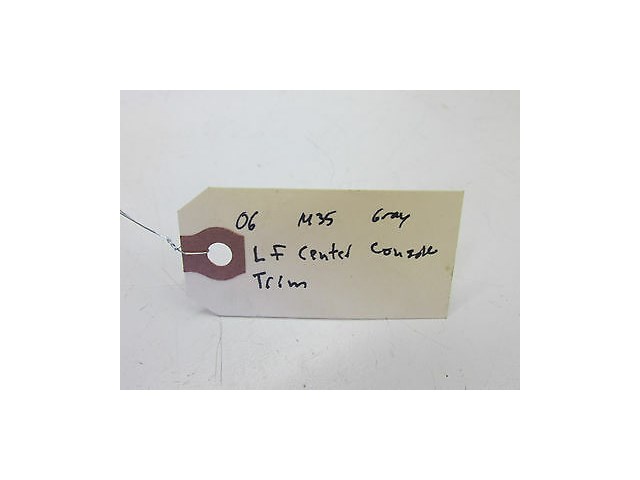 06 M35 Gray
LF Center Console
Trim